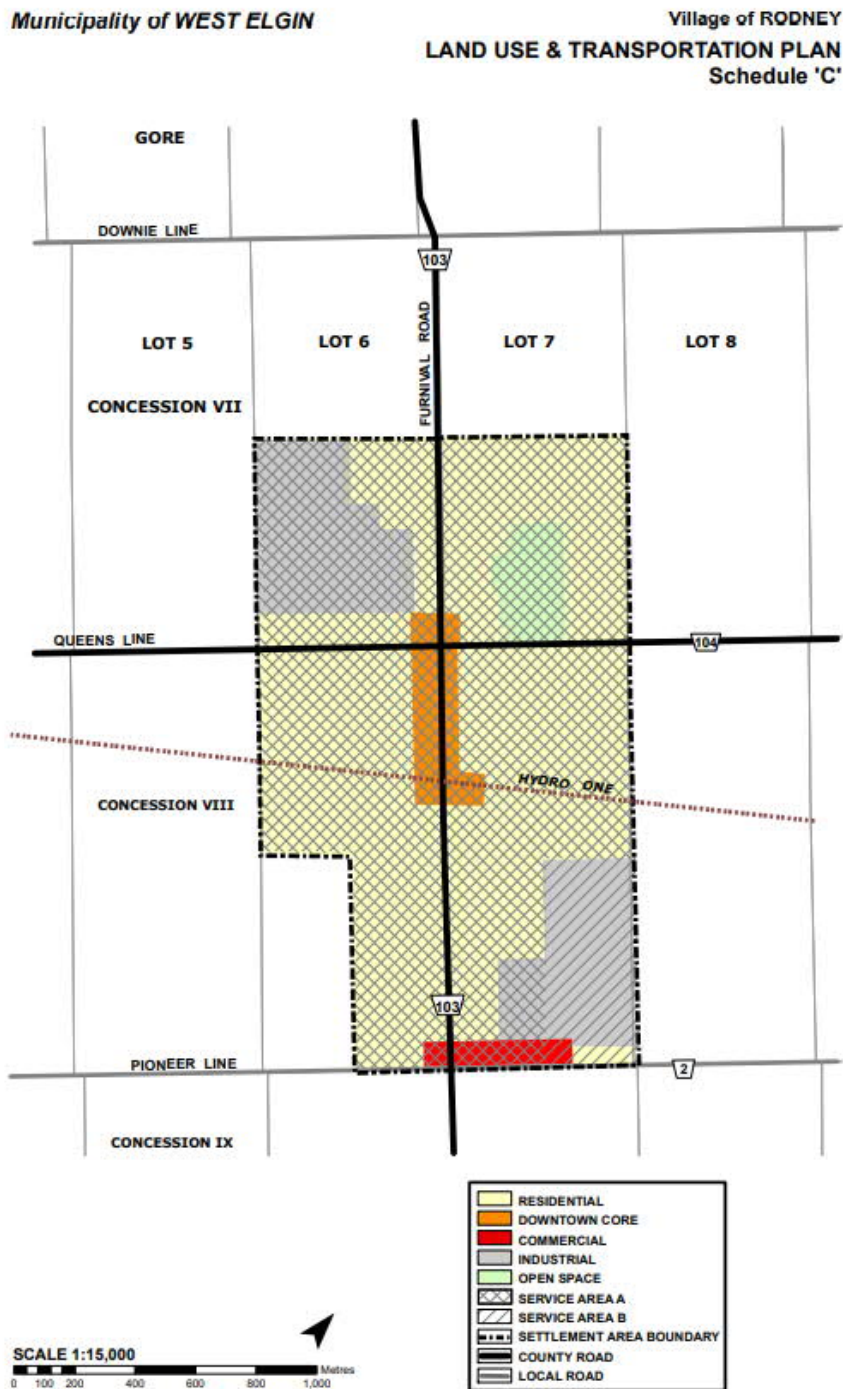 Municipality of WEST ELGIN
Village of RODNEY
LAND USE & TRANSPORTATION PLAN
Schedule 'C'
GORE
DOWNIE LINE
103
FURNIVAL ROAD
LOT 5
LOT 6
LOT 7
LOT 8
CONCESSION VII
QUEENS LINE
104
HYDRO ONE
CONCESSION VIII
103
PIONEER LINE
2
CONCESSION IX
RESIDENTIAL
DOWNTOWN CORE
COMMERCIAL
INDUSTRIAL
OPEN SPACE
SERVICE AREA A
SERVICE AREA B
SETTLEMENT AREA BOUNDARY
COUNTY ROAD
LOCAL ROAD
SCALE 1:15,000
Metres
0 100 200 400 600 800 1,000